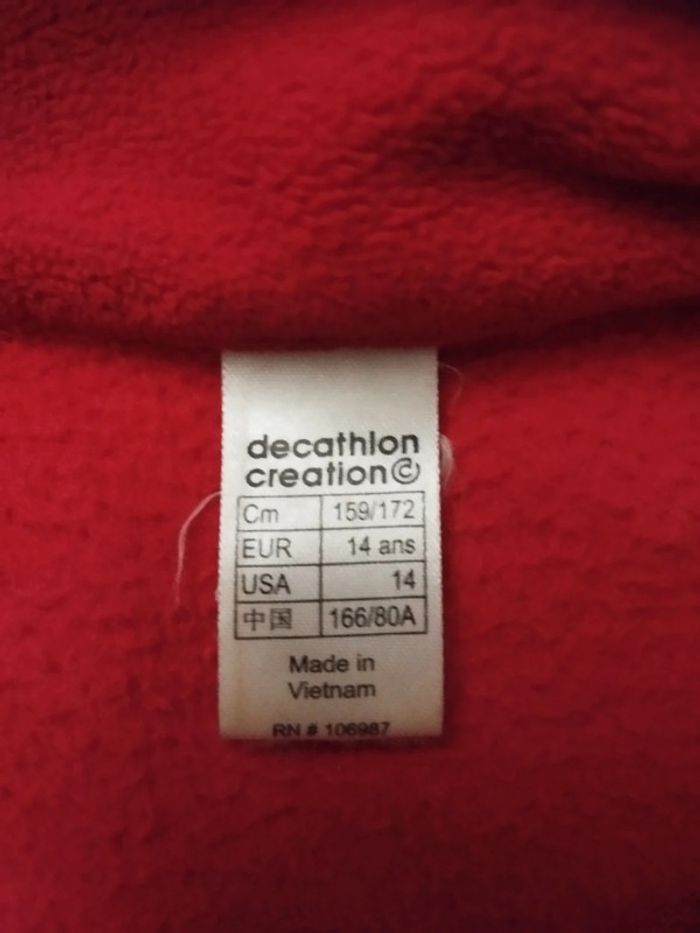 decathlon
creation©
Cm 159/172
EUR 14 ans
USA 14
中国 166/80A
Made in
Vietnam
RN # 106987